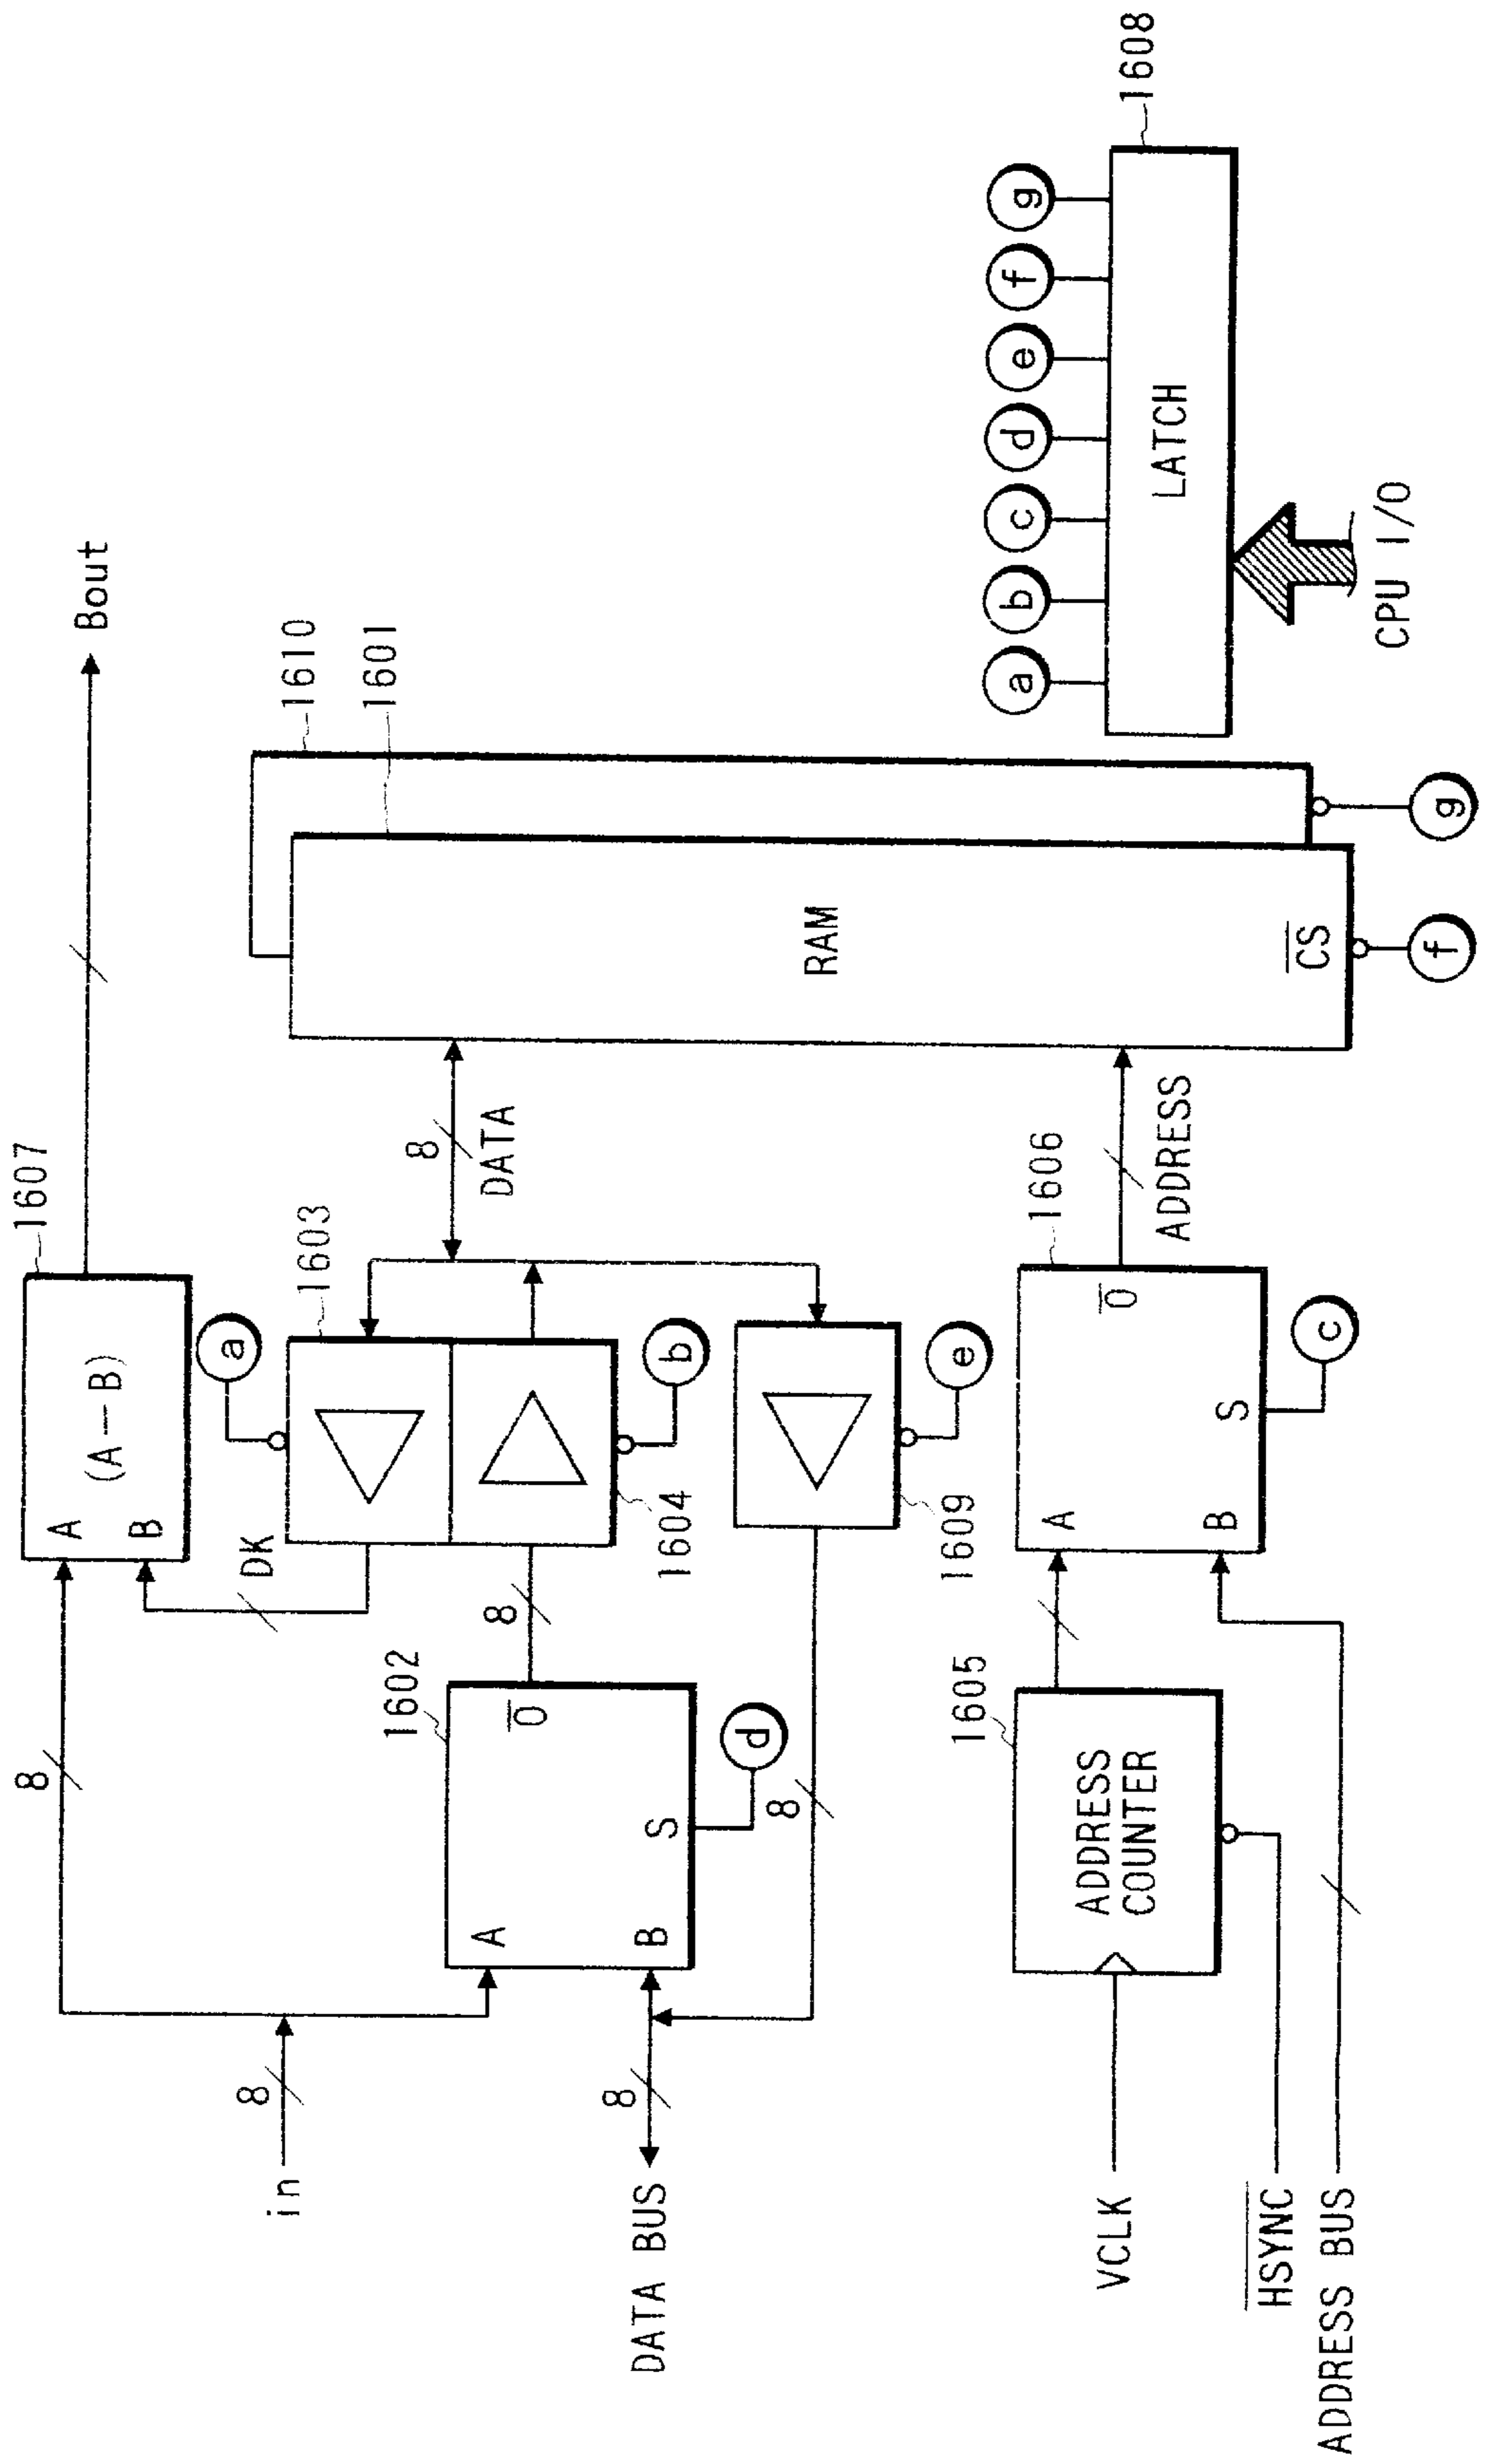 in
8
8
A
B
(A--B)
1607
Bout
DK
a
1603
8
DATA
1610
1601
DATA BUS
8
A
B
S
O
1602
d
8
1604
b
8
1609
e
RAM
CS
f
g
VCLK
HSYNC
ADDRESS BUS
ADDRESS
COUNTER
1605
A
B
S
O
1606
c
ADDRESS
a
b
c
d
e
f
g
LATCH
1608
CPU I/O